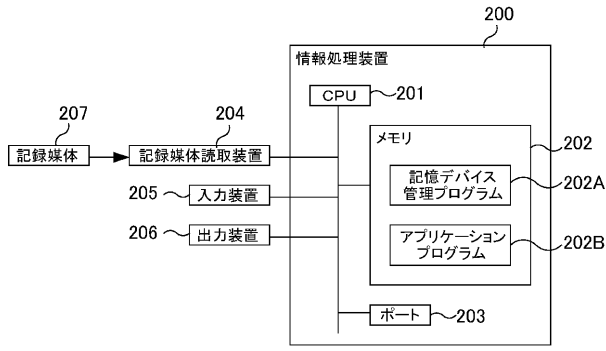 200
情報処理装置
CPU
201
207
204
記録媒体
記録媒体読取装置
メモリ
202
記憶デバイス
管理プログラム
202A
205
入力装置
206
出力装置
アプリケーション
プログラム
202B
ポート
203